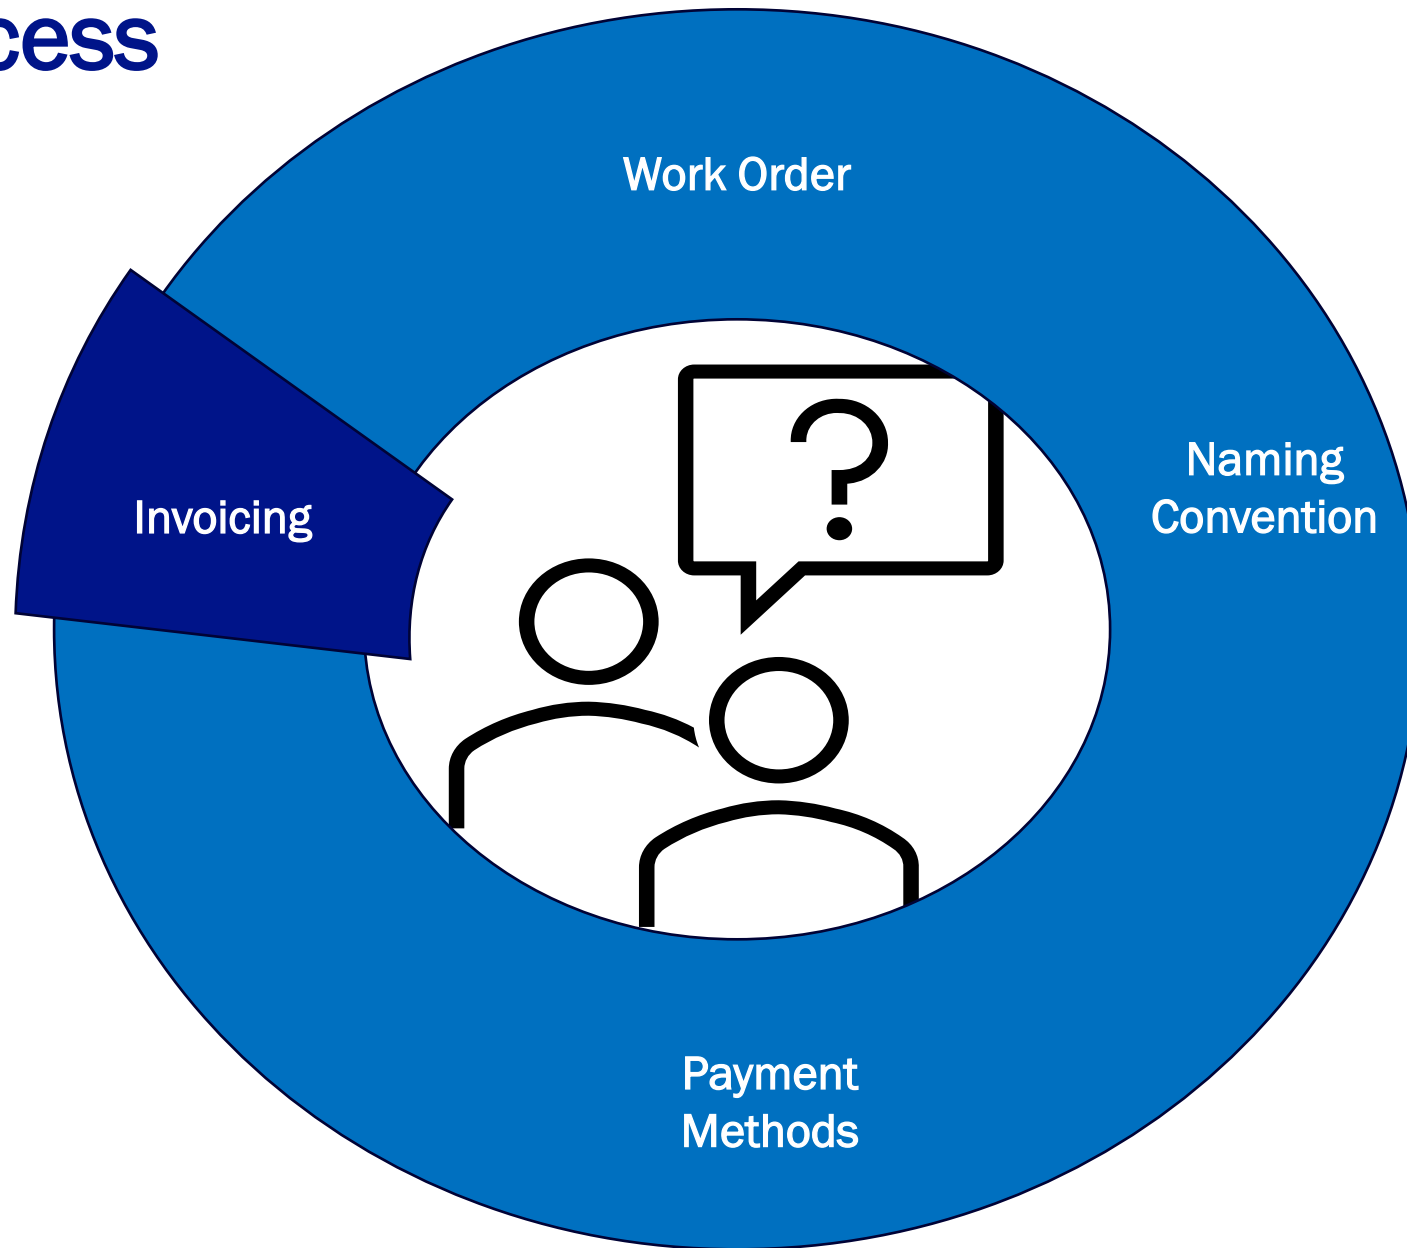 cess
Work Order
Naming
Convention
Invoicing
?
Payment
Methods